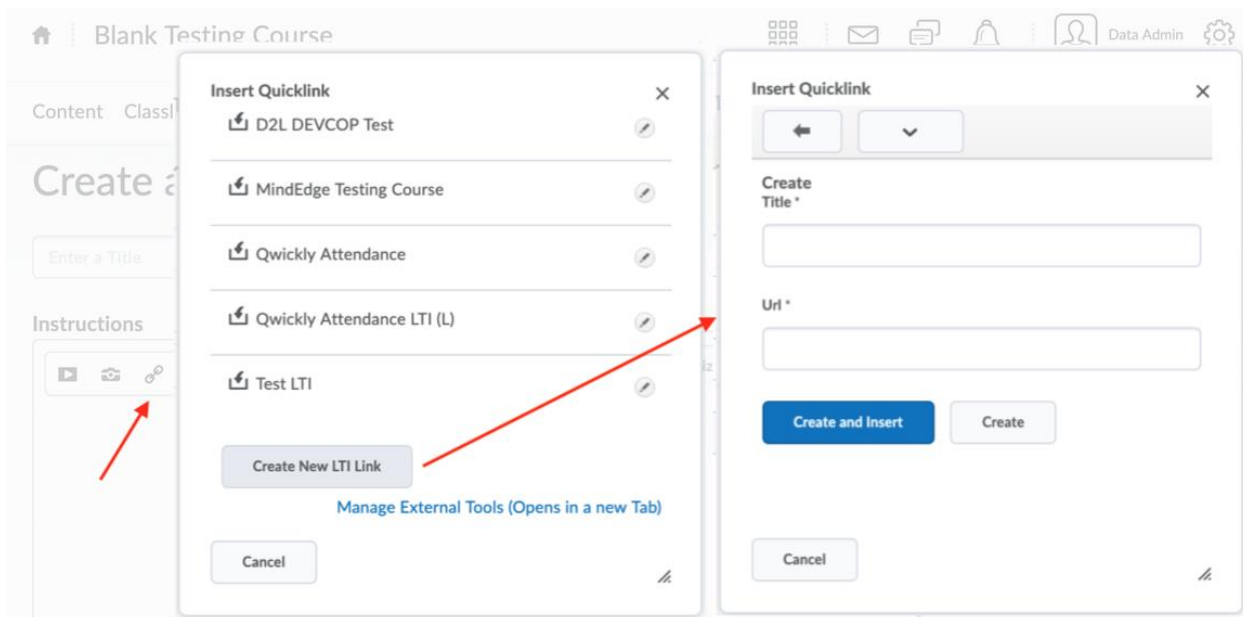 Blank Testing Course
Data Admin
Content Classl
Create a
Enter a Title
Instructions
Insert Quicklink
D2L DEVCOP Test
MindEdge Testing Course
Qwickly Attendance
Qwickly Attendance LTI (L)
Test LTI
Create New LTI Link
Manage External Tools (Opens in a new Tab)
Cancel
Insert Quicklink
Create
Title *
Url *
Create and Insert
Create
Cancel